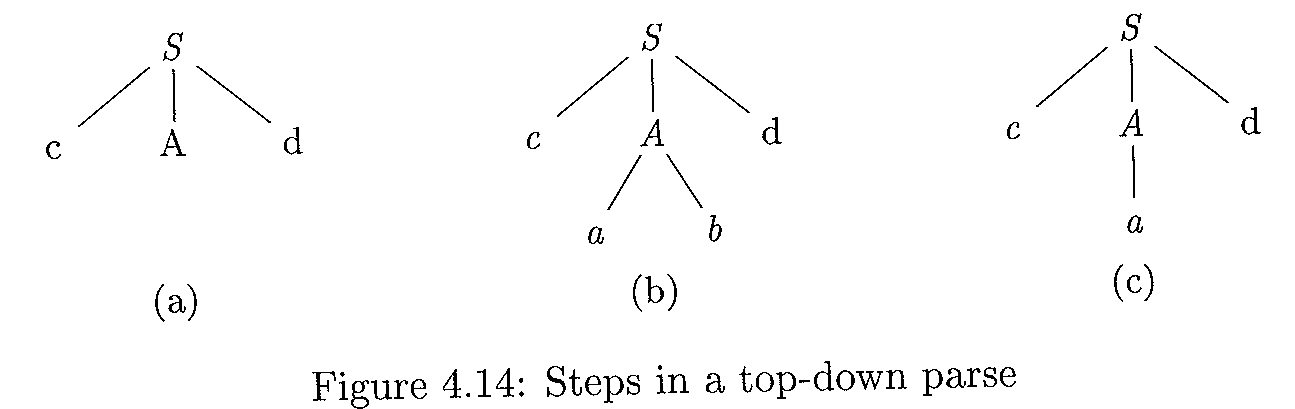 S S S
c A d c A d c A d
a b a
(a) (b) (c)
Figure 4.14: Steps in a top-down parse